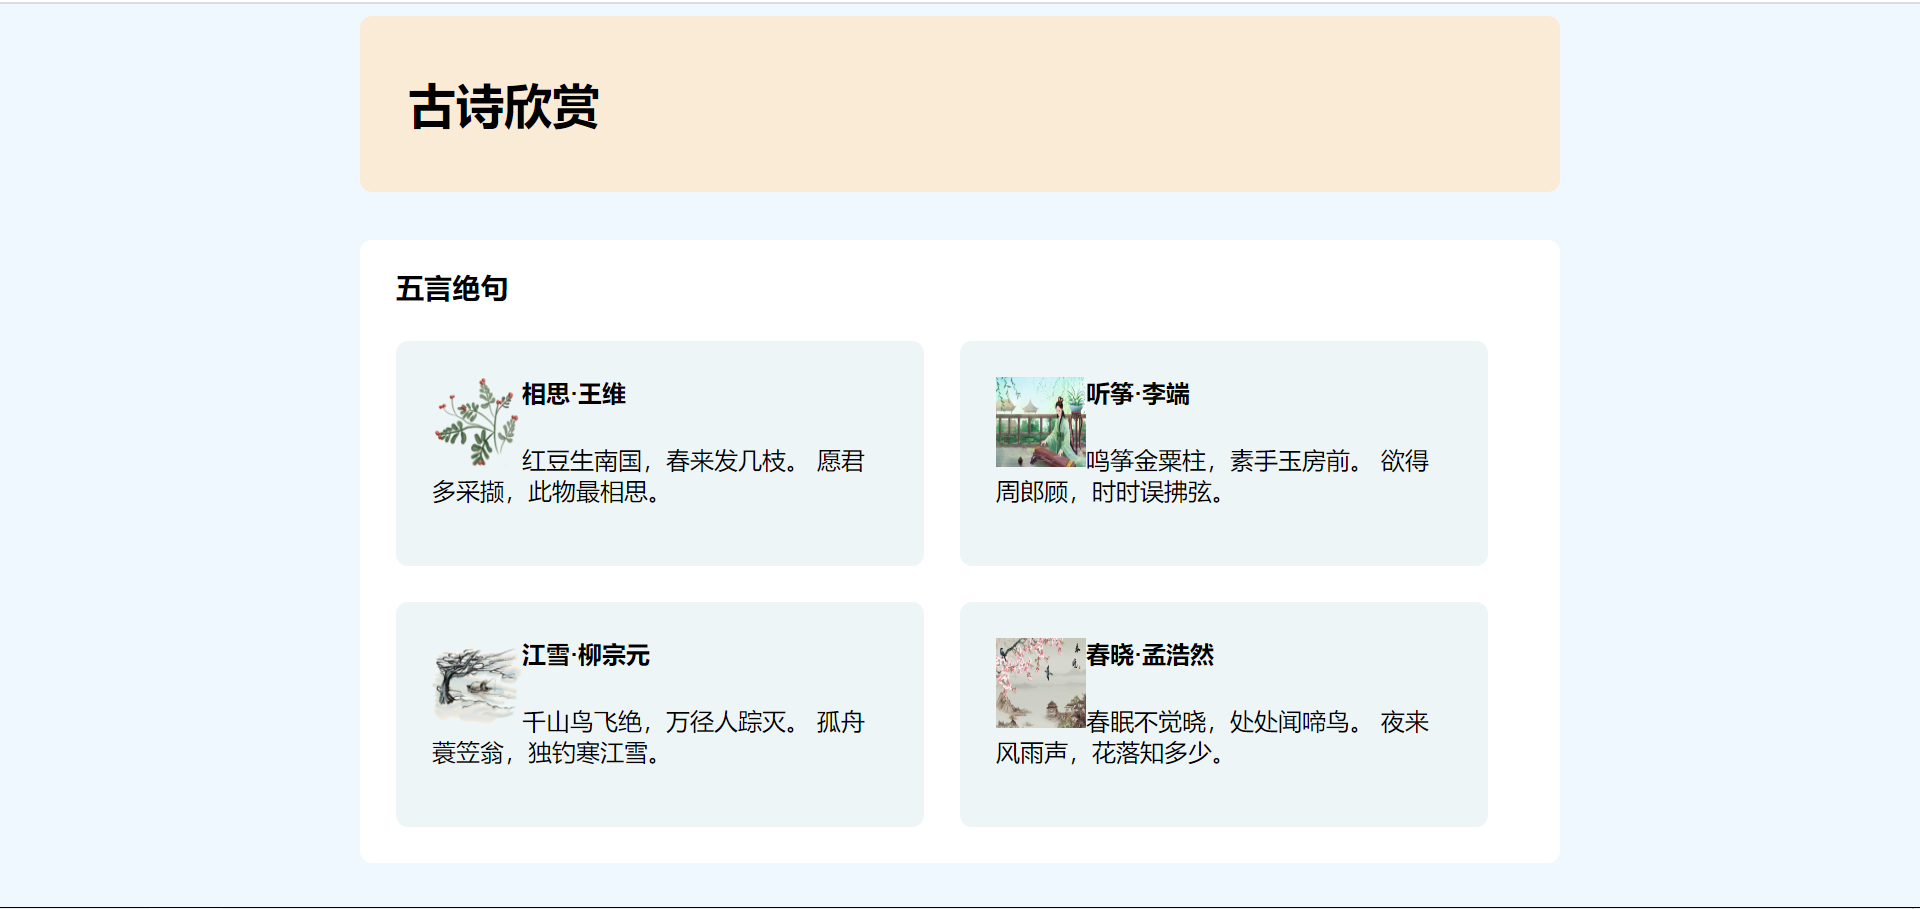 古诗欣赏
五言绝句
相思·王维
红豆生南国，春来发几枝。 愿君
多采撷，此物最相思。
听筝·李端
鸣筝金粟柱，素手玉房前。 欲得
周郎顾，时时误拂弦。
江雪·柳宗元
千山鸟飞绝，万径人踪灭。 孤舟
蓑笠翁，独钓寒江雪。
春晓·孟浩然
春眠不觉晓，处处闻啼鸟。 夜来
风雨声，花落知多少。